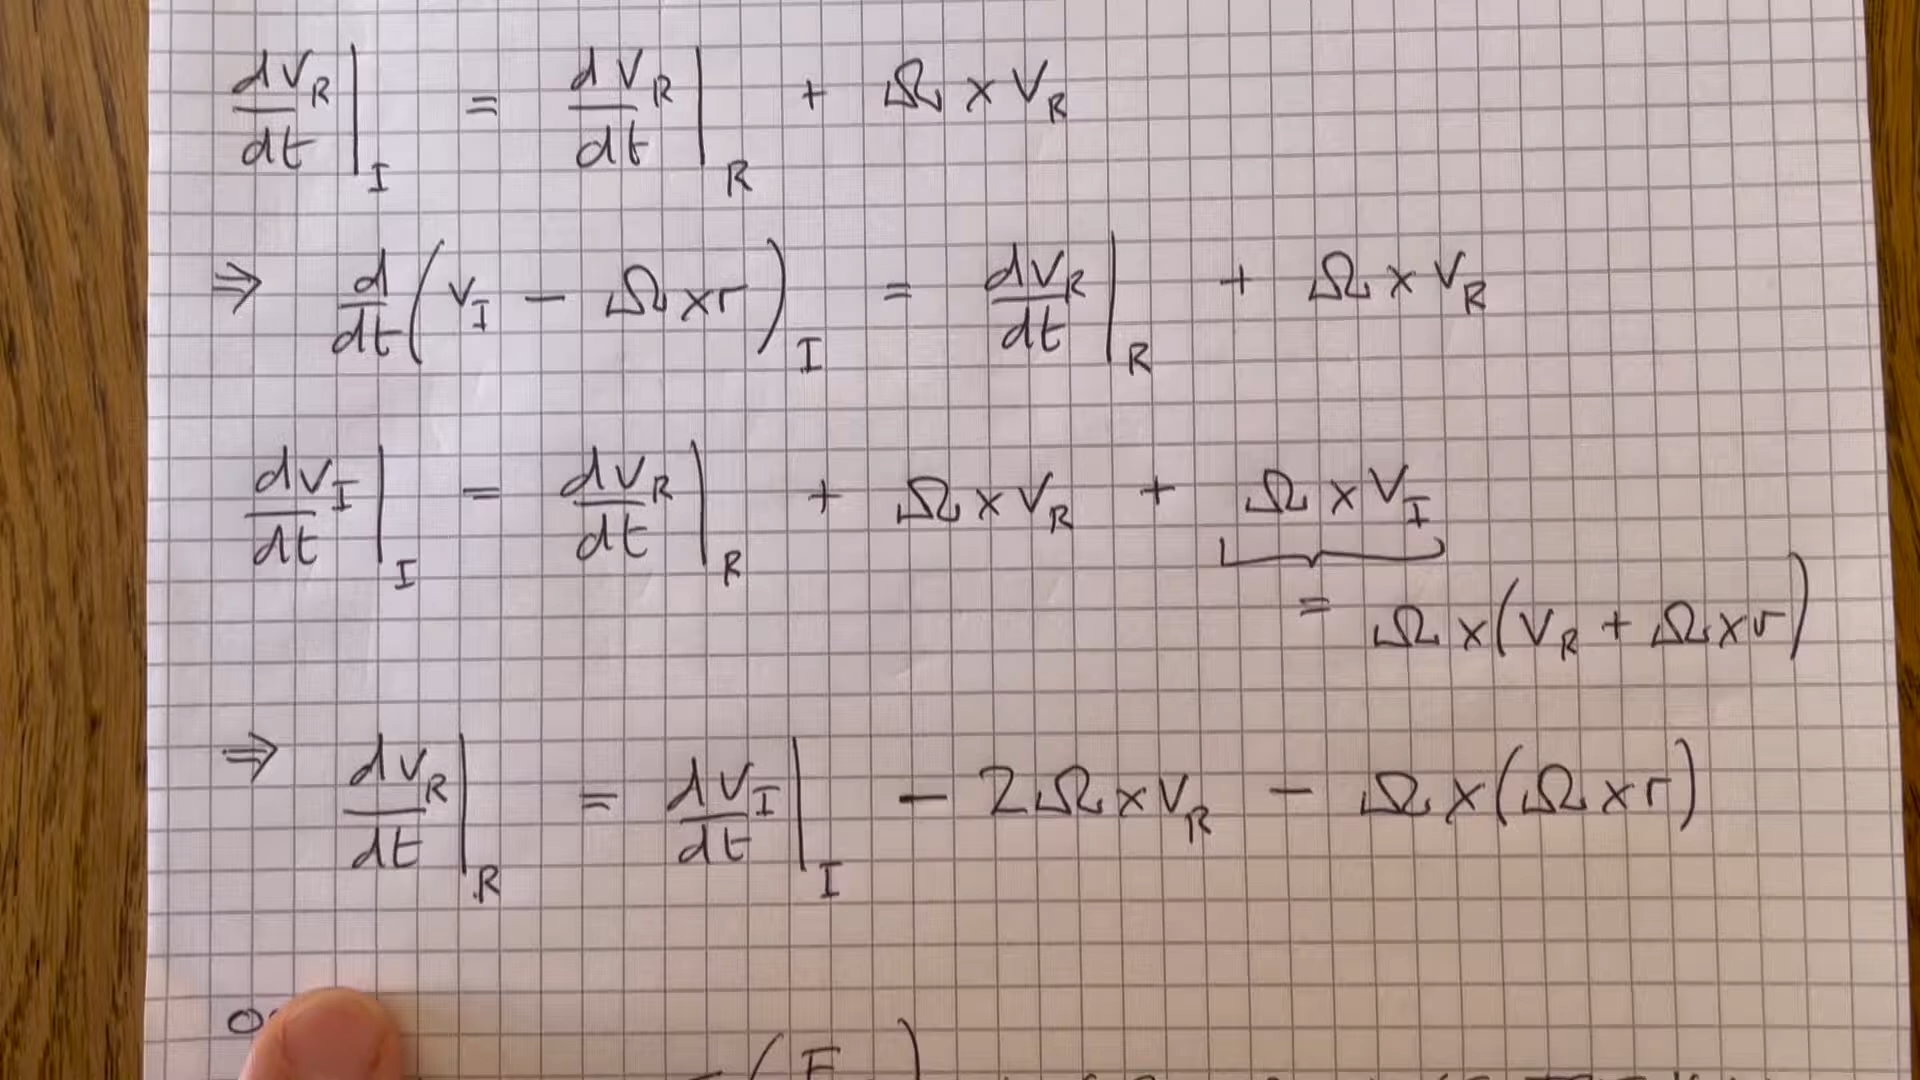 dv_R/dt|_I = dv_R/dt|_R + Ω × v_R
⇒ d/dt(v_I − Ω × r)_I = dv_R/dt|_R + Ω × v_R
dv_I/dt|_I = dv_R/dt|_R + Ω × v_R + Ω × v_I
= Ω × (v_R + Ω × r)
⇒ dv_R/dt|_R = dv_I/dt|_I − 2Ω × v_R − Ω × (Ω × r)